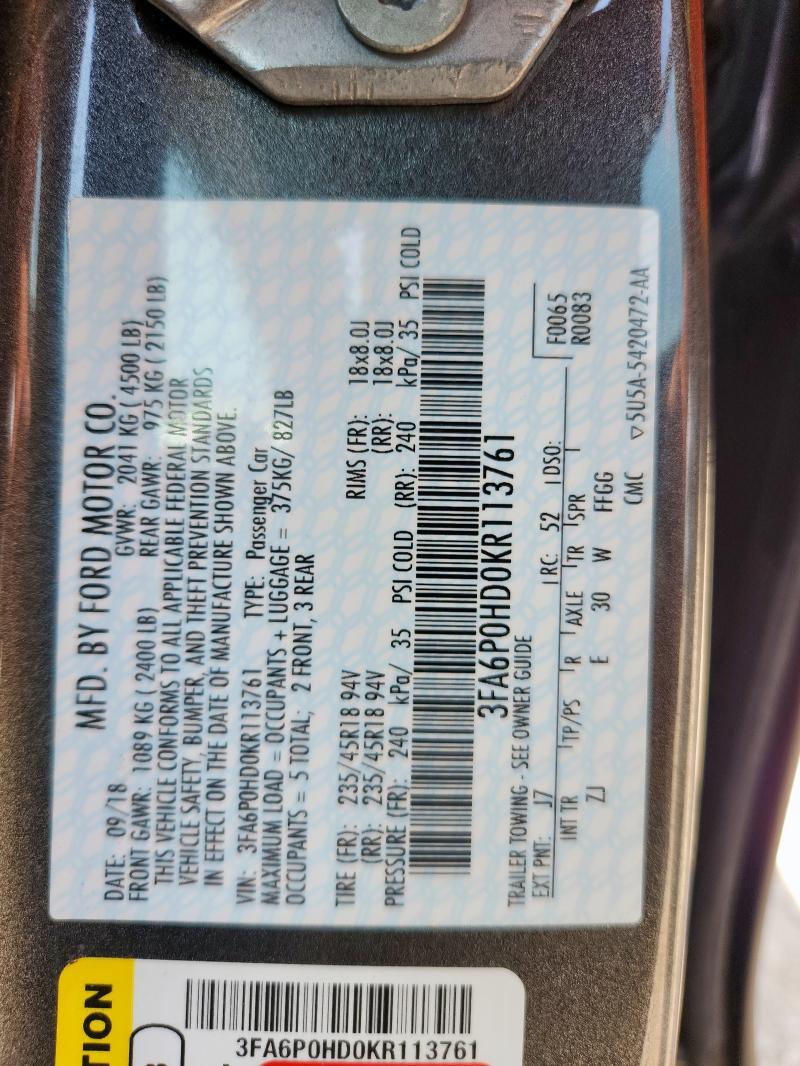 MFD. BY FORD MOTOR CO.
DATE: 09/18 GVWR: 2041 KG ( 4500 LB)
FRONT GAWR: 1089 KG ( 2400 LB) REAR GAWR: 975 KG ( 2150 LB)
THIS VEHICLE CONFORMS TO ALL APPLICABLE FEDERAL MOTOR
VEHICLE SAFETY, BUMPER, AND THEFT PREVENTION STANDARDS
IN EFFECT ON THE DATE OF MANUFACTURE SHOWN ABOVE.
VIN: 3FA6P0HD0KR113761 TYPE: Passenger Car
MAXIMUM LOAD = OCCUPANTS + LUGGAGE = 375KG/ 827LB
OCCUPANTS = 5 TOTAL; 2 FRONT, 3 REAR
TIRE (FR): 235/45R18 94V RIMS (FR): 18x8.0J
(RR): 235/45R18 94V (RR): 18x8.0J
PRESSURE (FR): 240 kPa/ 35 PSI COLD (RR): 240 kPa/ 35 PSI COLD
3FA6P0HD0KR113761
TRAILER TOWING - SEE OWNER GUIDE
EXT PNT: J7 RC: 52 DSO: F0065
INT TR TP/PS R AXLE TR SPR R0083
ZJ E 30 W FFGG
CMC ▽5U5A-5420472-AA
TION
3FA6P0HD0KR113761